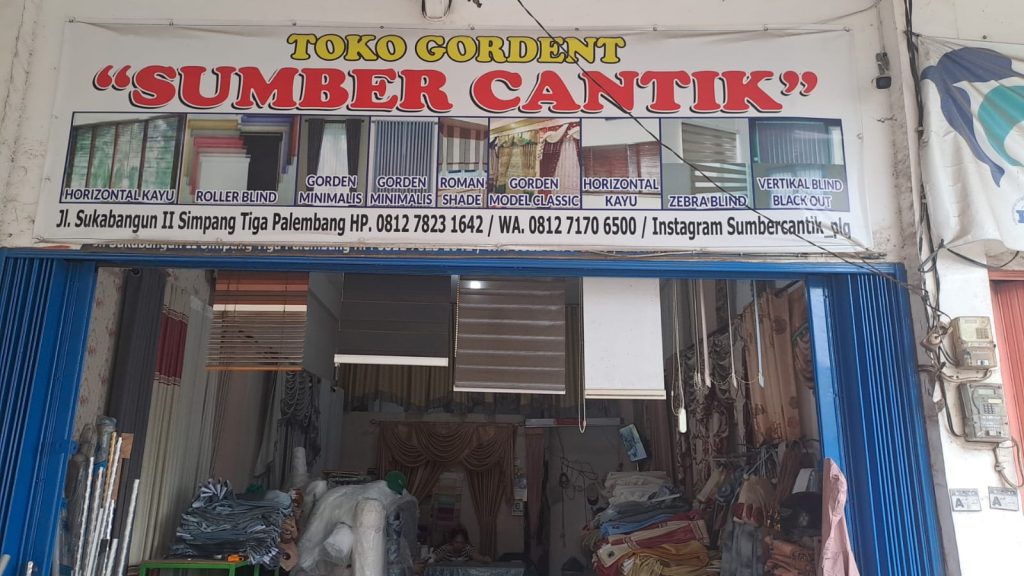 TOKO GORDENT
"SUMBER CANTIK"
HORIZONTAL KAYU
ROLLER BLIND
GORDEN
MINIMALIS
GORDEN
MINIMALIS
ROMAN
SHADE
GORDEN
MODEL CLASSIC
HORIZONTAL
KAYU
ZEBRA BLIND
VERTIKAL BLIND
BLACK OUT
Jl. Sukabangun II Simpang Tiga Palembang HP. 0812 7823 1642 / WA. 0812 7170 6500 / Instagram Sumbercantik_plg